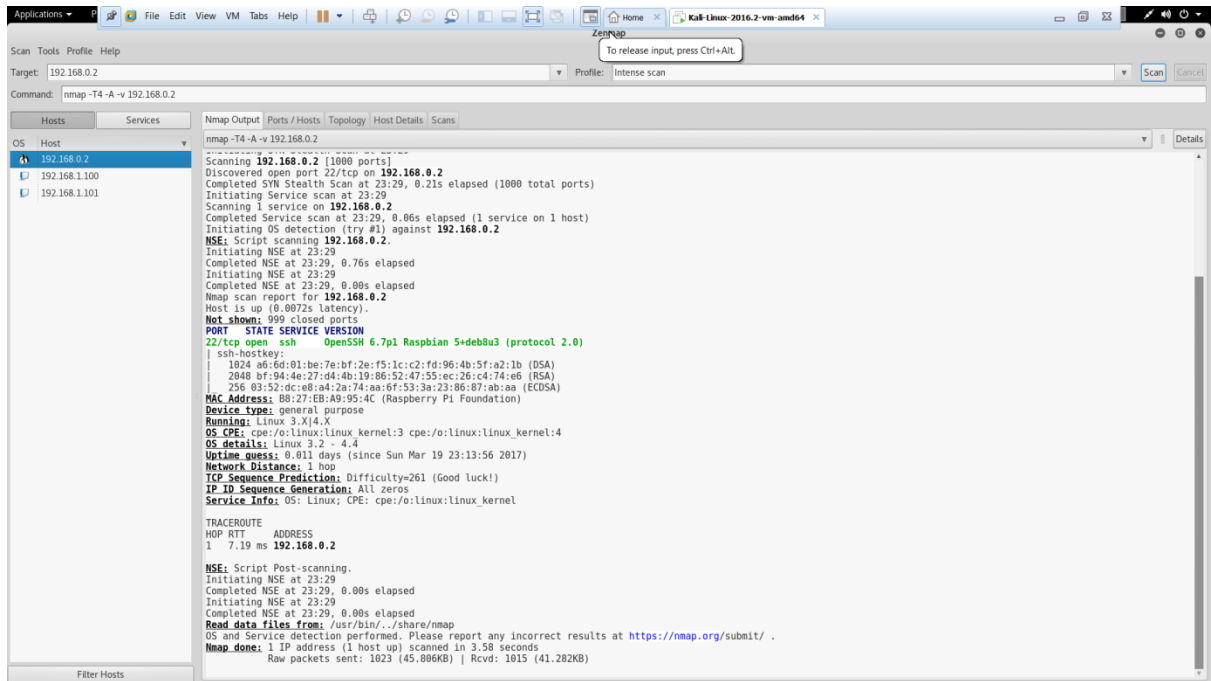 Applications ▾ P File Edit View VM Tabs Help Home × Kali-Linux-2016.2-vm-amd64 ×
Zenmap
To release input, press Ctrl+Alt.
Scan Tools Profile Help
Target: 192.168.0.2 Profile: Intense scan Scan Cancel
Command: nmap -T4 -A -v 192.168.0.2
Hosts Services Nmap Output Ports / Hosts Topology Host Details Scans
OS Host
192.168.0.2
192.168.1.100
192.168.1.101
Filter Hosts
nmap -T4 -A -v 192.168.0.2 Details
Scanning 192.168.0.2 [1000 ports]
Discovered open port 22/tcp on 192.168.0.2
Completed SYN Stealth Scan at 23:29, 0.21s elapsed (1000 total ports)
Initiating Service scan at 23:29
Scanning 1 service on 192.168.0.2
Completed Service scan at 23:29, 0.06s elapsed (1 service on 1 host)
Initiating OS detection (try #1) against 192.168.0.2
NSE: Script scanning 192.168.0.2.
Initiating NSE at 23:29
Completed NSE at 23:29, 0.76s elapsed
Initiating NSE at 23:29
Completed NSE at 23:29, 0.00s elapsed
Nmap scan report for 192.168.0.2
Host is up (0.0072s latency).
Not shown: 999 closed ports
PORT STATE SERVICE VERSION
22/tcp open ssh OpenSSH 6.7p1 Raspbian 5+deb8u3 (protocol 2.0)
| ssh-hostkey:
| 1024 a6:6d:01:be:7e:bf:2e:f5:1c:c2:fd:96:4b:5f:a2:1b (DSA)
| 2048 bf:94:4e:27:d4:4b:19:86:52:47:55:ec:26:c4:74:e6 (RSA)
|_ 256 03:52:dc:e8:a4:2a:74:aa:6f:53:3a:23:86:87:ab:aa (ECDSA)
MAC Address: B8:27:EB:A9:95:4C (Raspberry Pi Foundation)
Device type: general purpose
Running: Linux 3.X|4.X
OS CPE: cpe:/o:linux:linux_kernel:3 cpe:/o:linux:linux_kernel:4
OS details: Linux 3.2 - 4.4
Uptime guess: 0.011 days (since Sun Mar 19 23:13:56 2017)
Network Distance: 1 hop
TCP Sequence Prediction: Difficulty=261 (Good luck!)
IP ID Sequence Generation: All zeros
Service Info: OS: Linux; CPE: cpe:/o:linux:linux_kernel
TRACEROUTE
HOP RTT ADDRESS
1 7.19 ms 192.168.0.2
NSE: Script Post-scanning.
Initiating NSE at 23:29
Completed NSE at 23:29, 0.00s elapsed
Initiating NSE at 23:29
Completed NSE at 23:29, 0.00s elapsed
Read data files from: /usr/bin/../share/nmap
OS and Service detection performed. Please report any incorrect results at https://nmap.org/submit/ .
Nmap done: 1 IP address (1 host up) scanned in 3.58 seconds
Raw packets sent: 1023 (45.806KB) | Rcvd: 1015 (41.282KB)